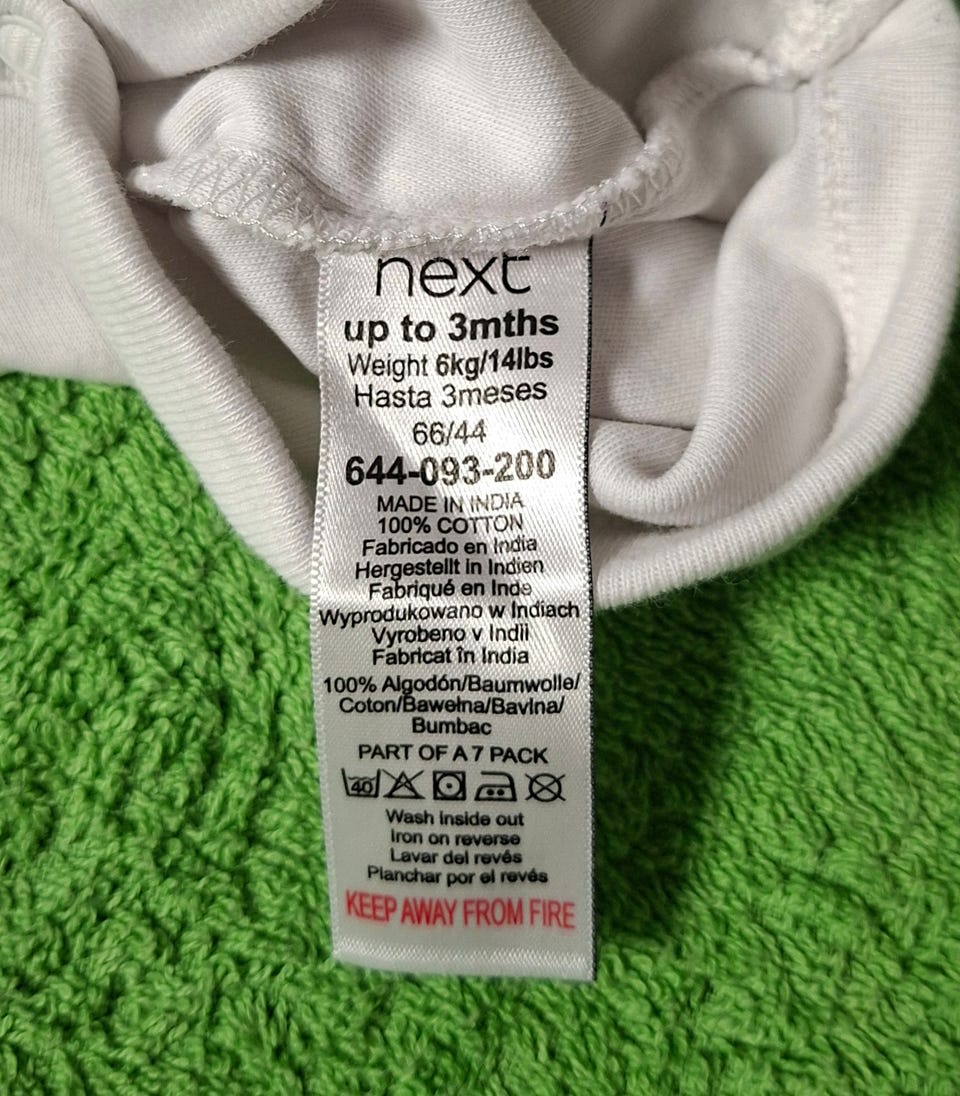 next
up to 3mths
Weight 6kg/14lbs
Hasta 3meses
66/44
644-093-200
MADE IN INDIA
100% COTTON
Fabricado en India
Hergestellt in Indien
Fabriqué en Inde
Wyprodukowano w Indiach
Vyrobeno v Indii
Fabricat în India
100% Algodón/Baumwolle/
Coton/Bawełna/Bavlna/
Bumbac
PART OF A 7 PACK
40
Wash inside out
Iron on reverse
Lavar del revés
Planchar por el revés
KEEP AWAY FROM FIRE